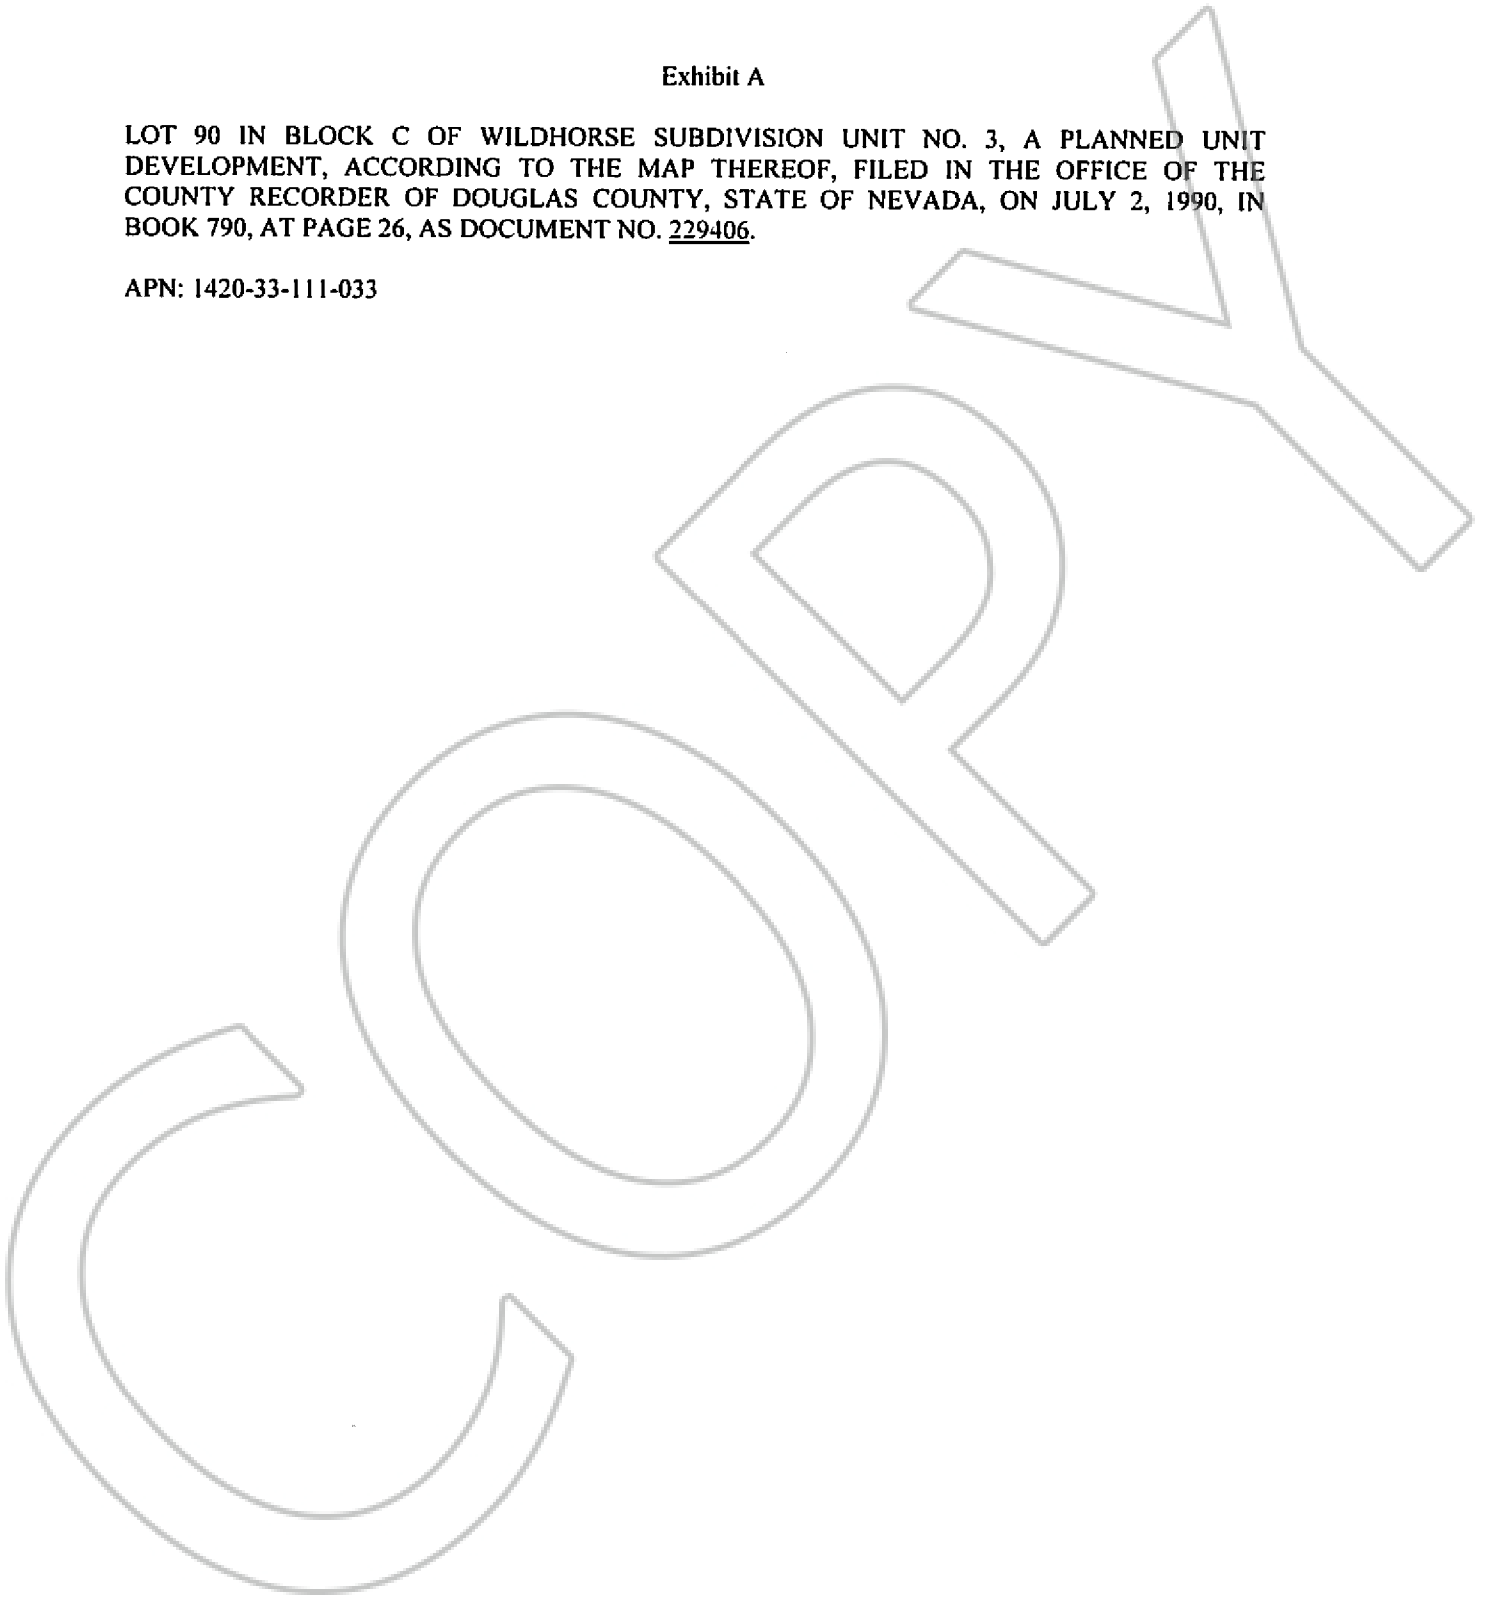 Exhibit A
LOT 90 IN BLOCK C OF WILDHORSE SUBDIVISION UNIT NO. 3, A PLANNED UNIT
DEVELOPMENT, ACCORDING TO THE MAP THEREOF, FILED IN THE OFFICE OF THE
COUNTY RECORDER OF DOUGLAS COUNTY, STATE OF NEVADA, ON JULY 2, 1990, IN
BOOK 790, AT PAGE 26, AS DOCUMENT NO. 229406.
APN: 1420-33-111-033
COPY